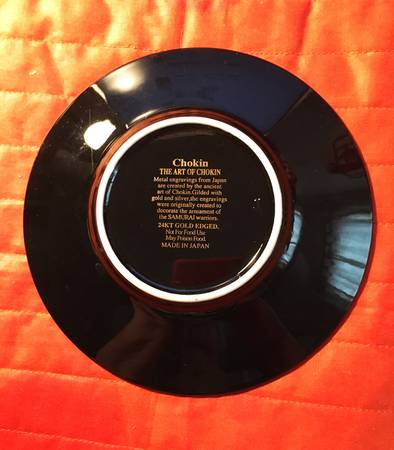 Chokin
THE ART OF CHOKIN
Metal engravings from Japan
are created by the ancient
art of Chokin.Gilded with
gold and silver,the engravings
were originally created to
decorate the armament of
the SAMURAI warriors.
24KT GOLD EDGED.
Not For Food Use.
May Poison Food.
MADE IN JAPAN